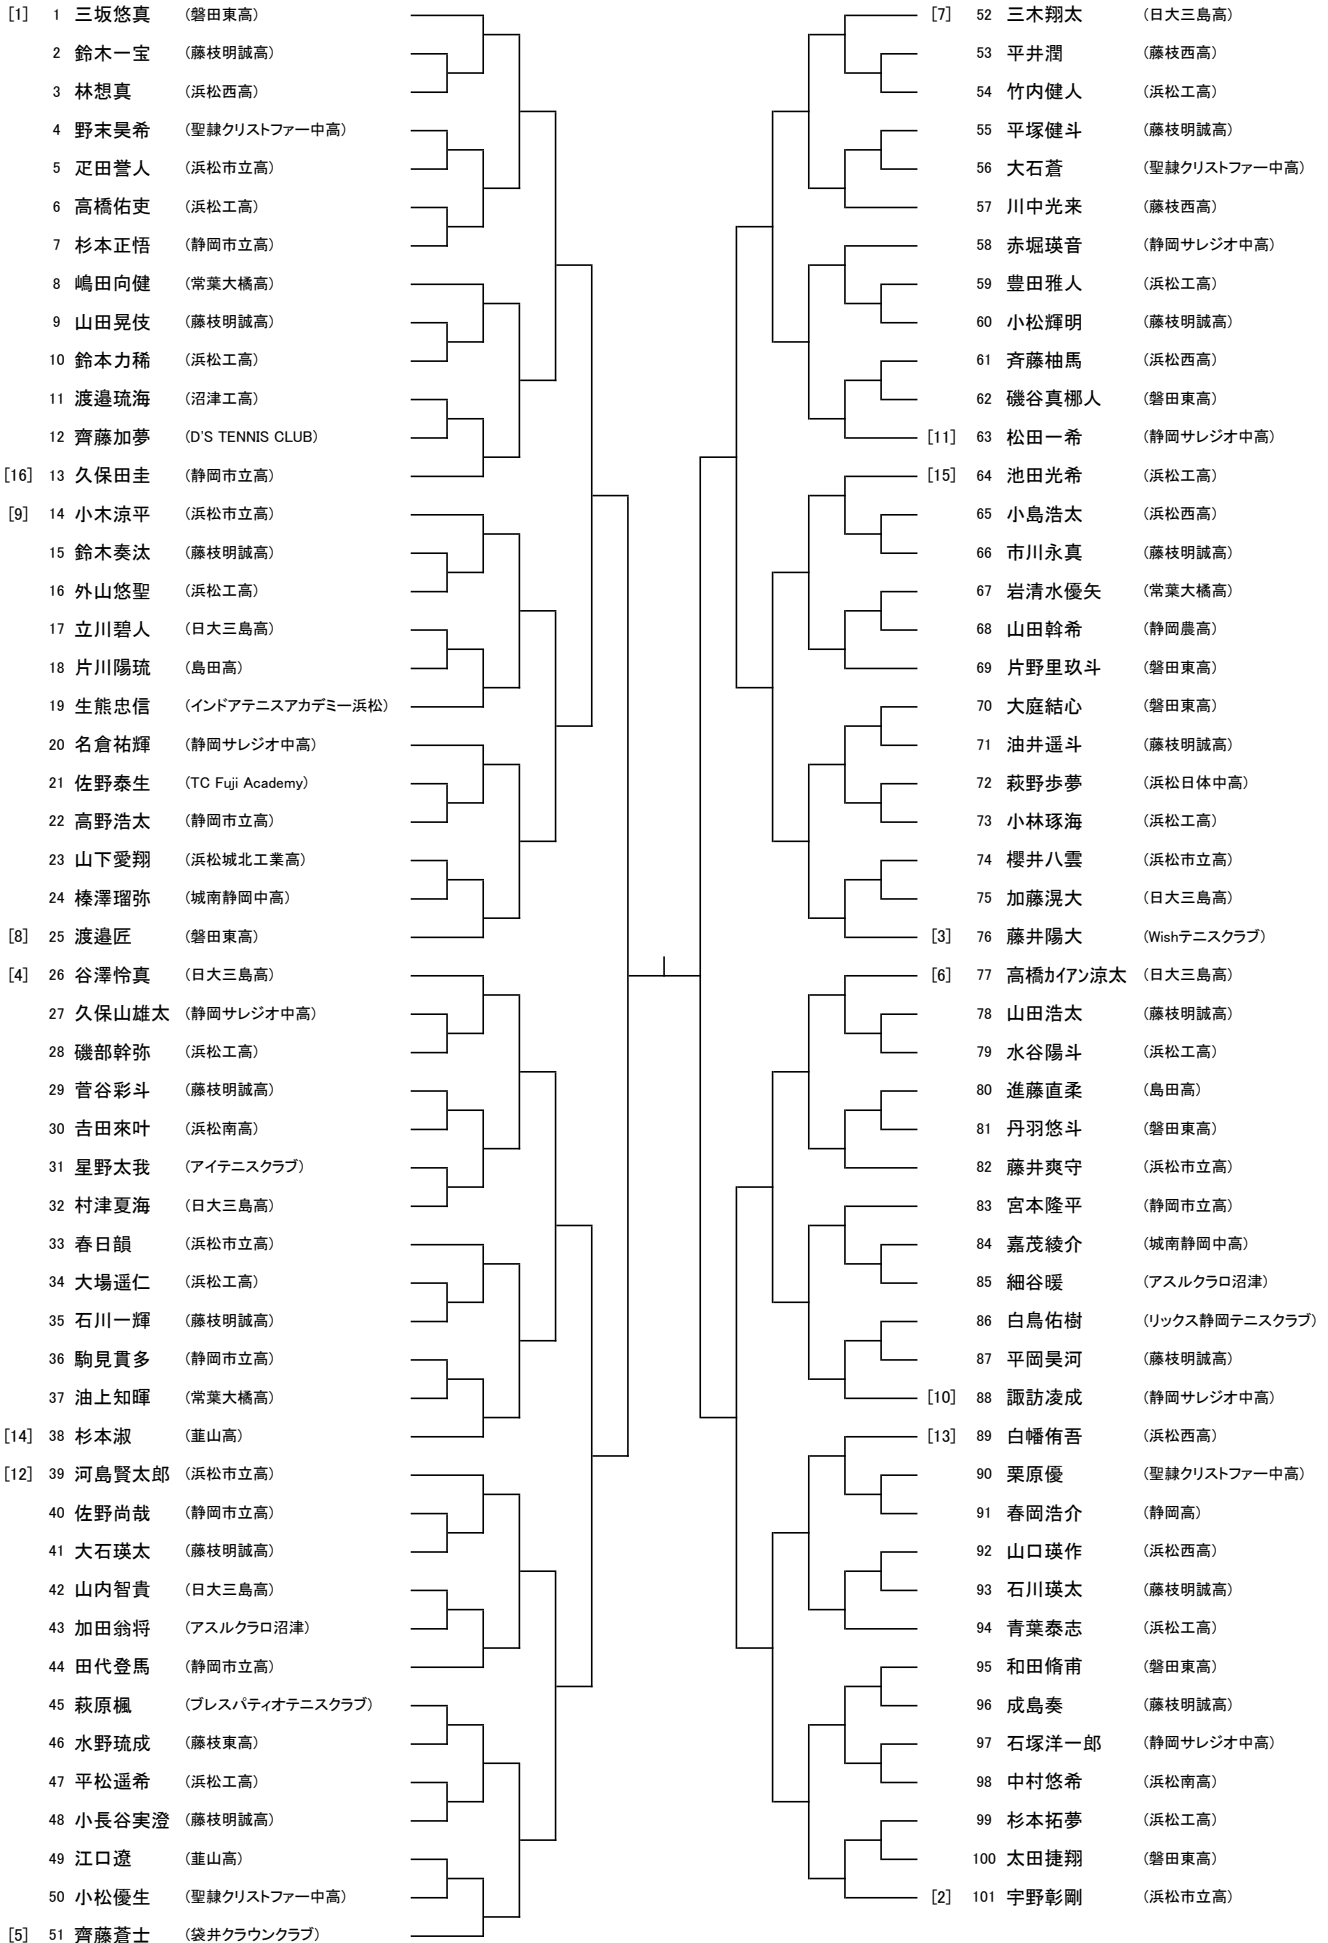 [1] 1 三坂悠真 (磐田東高)
2 鈴木一宝 (藤枝明誠高)
3 林想真 (浜松西高)
4 野末昊希 (聖隷クリストファー中高)
5 疋田誉人 (浜松市立高)
6 高橋佑吏 (浜松工高)
7 杉本正悟 (静岡市立高)
8 嶋田向健 (常葉大橘高)
9 山田晃伎 (藤枝明誠高)
10 鈴本力稀 (浜松工高)
11 渡邉琉海 (沼津工高)
12 齊藤加夢 (D'S TENNIS CLUB)
[16] 13 久保田圭 (静岡市立高)
[9] 14 小木涼平 (浜松市立高)
15 鈴木奏汰 (藤枝明誠高)
16 外山悠聖 (浜松工高)
17 立川碧人 (日大三島高)
18 片川陽琉 (島田高)
19 生熊忠信 (インドアテニスアカデミー浜松)
20 名倉祐輝 (静岡サレジオ中高)
21 佐野泰生 (TC Fuji Academy)
22 高野浩太 (静岡市立高)
23 山下愛翔 (浜松城北工業高)
24 榛澤瑠弥 (城南静岡中高)
[8] 25 渡邉匠 (磐田東高)
[4] 26 谷澤怜真 (日大三島高)
27 久保山雄太 (静岡サレジオ中高)
28 磯部幹弥 (浜松工高)
29 菅谷彩斗 (藤枝明誠高)
30 吉田來叶 (浜松南高)
31 星野太我 (アイテニスクラブ)
32 村津夏海 (日大三島高)
33 春日韻 (浜松市立高)
34 大場遥仁 (浜松工高)
35 石川一輝 (藤枝明誠高)
36 駒見貫多 (静岡市立高)
37 油上知暉 (常葉大橘高)
[14] 38 杉本淑 (韮山高)
[12] 39 河島賢太郎 (浜松市立高)
40 佐野尚哉 (静岡市立高)
41 大石瑛太 (藤枝明誠高)
42 山内智貴 (日大三島高)
43 加田翁将 (アスルクラロ沼津)
44 田代登馬 (静岡市立高)
45 萩原楓 (ブレスパティオテニスクラブ)
46 水野琉成 (藤枝東高)
47 平松遥希 (浜松工高)
48 小長谷実澄 (藤枝明誠高)
49 江口遼 (韮山高)
50 小松優生 (聖隷クリストファー中高)
[5] 51 齊藤蒼士 (袋井クラウンクラブ)
[7] 52 三木翔太 (日大三島高)
53 平井潤 (藤枝西高)
54 竹内健人 (浜松工高)
55 平塚健斗 (藤枝明誠高)
56 大石蒼 (聖隷クリストファー中高)
57 川中光来 (藤枝西高)
58 赤堀瑛音 (静岡サレジオ中高)
59 豊田雅人 (浜松工高)
60 小松輝明 (藤枝明誠高)
61 斉藤柚馬 (浜松西高)
62 磯谷真梛人 (磐田東高)
[11] 63 松田一希 (静岡サレジオ中高)
[15] 64 池田光希 (浜松工高)
65 小島浩太 (浜松西高)
66 市川永真 (藤枝明誠高)
67 岩清水優矢 (常葉大橘高)
68 山田斡希 (静岡農高)
69 片野里玖斗 (磐田東高)
70 大庭結心 (磐田東高)
71 油井遥斗 (藤枝明誠高)
72 萩野歩夢 (浜松日体中高)
73 小林琢海 (浜松工高)
74 櫻井八雲 (浜松市立高)
75 加藤滉大 (日大三島高)
[3] 76 藤井陽大 (Wishテニスクラブ)
[6] 77 高橋カイアン涼太 (日大三島高)
78 山田浩太 (藤枝明誠高)
79 水谷陽斗 (浜松工高)
80 進藤直柔 (島田高)
81 丹羽悠斗 (磐田東高)
82 藤井爽守 (浜松市立高)
83 宮本隆平 (静岡市立高)
84 嘉茂綾介 (城南静岡中高)
85 細谷暖 (アスルクラロ沼津)
86 白鳥佑樹 (リックス静岡テニスクラブ)
87 平岡昊河 (藤枝明誠高)
[10] 88 諏訪凌成 (静岡サレジオ中高)
[13] 89 白幡侑吾 (浜松西高)
90 栗原優 (聖隷クリストファー中高)
91 春岡浩介 (静岡高)
92 山口瑛作 (浜松西高)
93 石川瑛太 (藤枝明誠高)
94 青葉泰志 (浜松工高)
95 和田脩甫 (磐田東高)
96 成島奏 (藤枝明誠高)
97 石塚洋一郎 (静岡サレジオ中高)
98 中村悠希 (浜松南高)
99 杉本拓夢 (浜松工高)
100 太田捷翔 (磐田東高)
[2] 101 宇野彰剛 (浜松市立高)